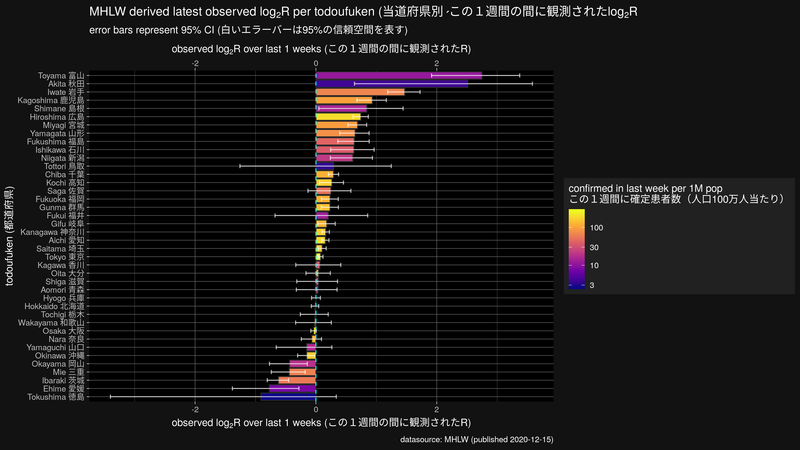 MHLW derived latest observed log2R per todoufuken (当道府県別 -この１週間の間に観測されたlog2R
error bars represent 95% CI (白いエラーバーは95%の信頼空間を表す)
observed log2R over last 1 weeks (この１週間の間に観測されたR)
-2 0 2
Toyama 富山
Akita 秋田
Iwate 岩手
Kagoshima 鹿児島
Shimane 島根
Hiroshima 広島
Miyagi 宮城
Yamagata 山形
Fukushima 福島
Ishikawa 石川
Niigata 新潟
Tottori 鳥取
Chiba 千葉
Kochi 高知
Saga 佐賀
Fukuoka 福岡
Gunma 群馬
Fukui 福井
Gifu 岐阜
Kanagawa 神奈川
Aichi 愛知
Saitama 埼玉
Tokyo 東京
Kagawa 香川
Oita 大分
Shiga 滋賀
Aomori 青森
Hyogo 兵庫
Hokkaido 北海道
Tochigi 栃木
Wakayama 和歌山
Osaka 大阪
Nara 奈良
Yamaguchi 山口
Okinawa 沖縄
Okayama 岡山
Mie 三重
Ibaraki 茨城
Ehime 愛媛
Tokushima 徳島
todoufuken (都道府県)
-2 0 2
observed log2R over last 1 weeks (この１週間の間に観測されたR)
datasource: MHLW (published 2020-12-15)
confirmed in last week per 1M pop
この１週間に確定患者数（人口100万人当たり）
100
30
10
3